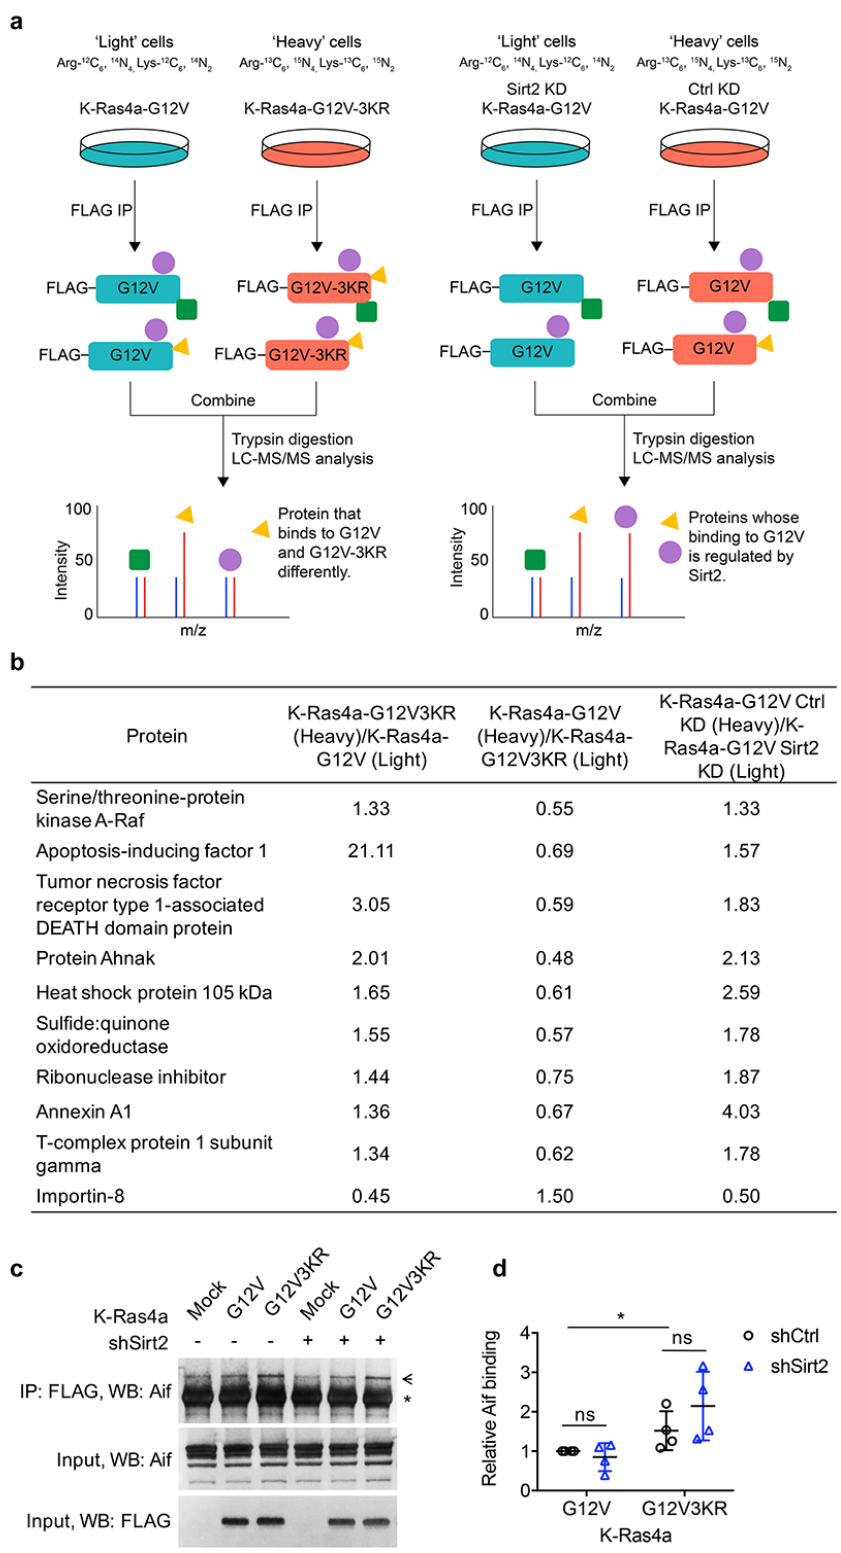 a
'Light' cells
Arg-¹²C₆, ¹⁴N₄, Lys-¹²C₆, ¹⁴N₂
K-Ras4a-G12V
'Heavy' cells
Arg-¹³C₆, ¹⁵N₄, Lys-¹³C₆, ¹⁵N₂
K-Ras4a-G12V-3KR
'Light' cells
Arg-¹²C₆, ¹⁴N₄, Lys-¹²C₆, ¹⁴N₂
Sirt2 KD
K-Ras4a-G12V
'Heavy' cells
Arg-¹³C₆, ¹⁵N₄, Lys-¹³C₆, ¹⁵N₂
Ctrl KD
K-Ras4a-G12V
FLAG IP
FLAG IP
FLAG IP
FLAG IP
FLAG
G12V
FLAG
G12V-3KR
FLAG
G12V
FLAG
G12V
FLAG
G12V
FLAG
G12V-3KR
FLAG
G12V
FLAG
G12V
Combine
Trypsin digestion
LC-MS/MS analysis
Combine
Trypsin digestion
LC-MS/MS analysis
Intensity
100
50
0
m/z
Protein that
binds to G12V
and G12V-3KR
differently.
Intensity
100
50
0
m/z
Proteins whose
binding to G12V
is regulated by
Sirt2.
b
Protein
K-Ras4a-G12V3KR
(Heavy)/K-Ras4a-
G12V (Light)
K-Ras4a-G12V
(Heavy)/K-Ras4a-
G12V3KR (Light)
K-Ras4a-G12V Ctrl
KD (Heavy)/K-
Ras4a-G12V Sirt2
KD (Light)
Serine/threonine-protein
kinase A-Raf
1.33 0.55 1.33
Apoptosis-inducing factor 1 21.11 0.69 1.57
Tumor necrosis factor
receptor type 1-associated
DEATH domain protein
3.05 0.59 1.83
Protein Ahnak 2.01 0.48 2.13
Heat shock protein 105 kDa 1.65 0.61 2.59
Sulfide:quinone
oxidoreductase
1.55 0.57 1.78
Ribonuclease inhibitor 1.44 0.75 1.87
Annexin A1 1.36 0.67 4.03
T-complex protein 1 subunit
gamma
1.34 0.62 1.78
Importin-8 0.45 1.50 0.50
c
K-Ras4a Mock G12V G12V3KR Mock G12V G12V3KR
shSirt2 - - - + + +
IP: FLAG, WB: Aif
*
Input, WB: Aif
Input, WB: FLAG
d
Relative Aif binding
4
3
2
1
0
*
ns
ns
shCtrl
shSirt2
G12V G12V3KR
K-Ras4a